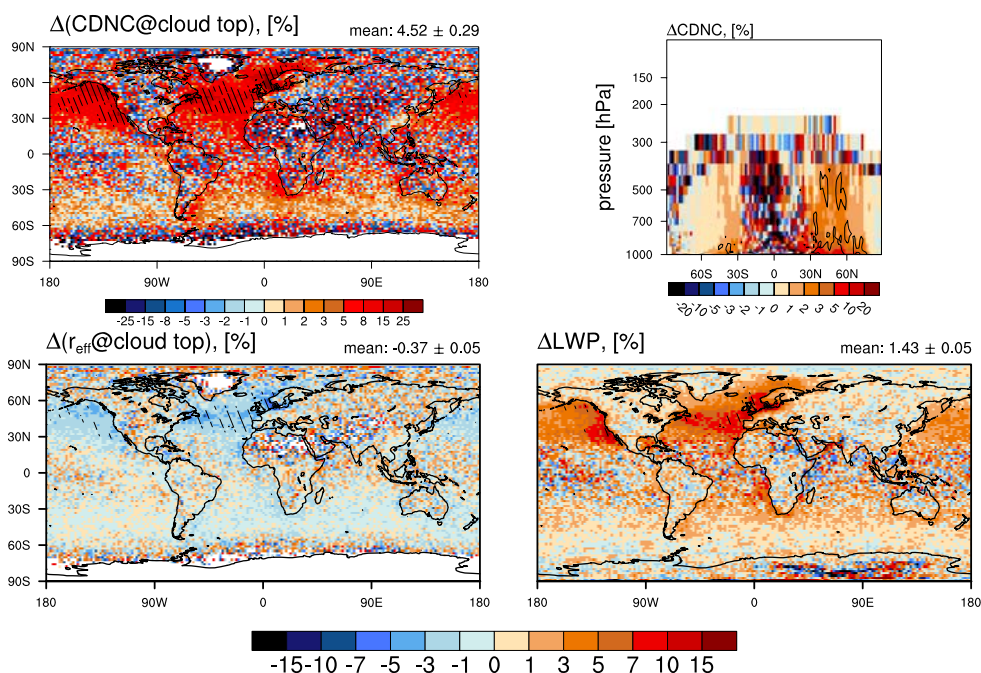 Δ(CDNC@cloud top), [%] mean: 4.52 ± 0.29
90N
60N
30N
0
30S
60S
90S
180 90W 0 90E 180
-25 -15 -8 -5 -3 -2 -1 0 1 2 3 5 8 15 25
ΔCDNC, [%]
pressure [hPa]
150
200
300
500
700
1000
60S 30S 0 30N 60N
-20 -10 -5 -3 -2 -1 0 1 2 3 5 10 20
Δ(reff@cloud top), [%] mean: -0.37 ± 0.05
90N
60N
30N
0
30S
60S
90S
180 90W 0 90E 180
ΔLWP, [%] mean: 1.43 ± 0.05
180 90W 0 90E 180
-15 -10 -7 -5 -3 -1 0 1 3 5 7 10 15